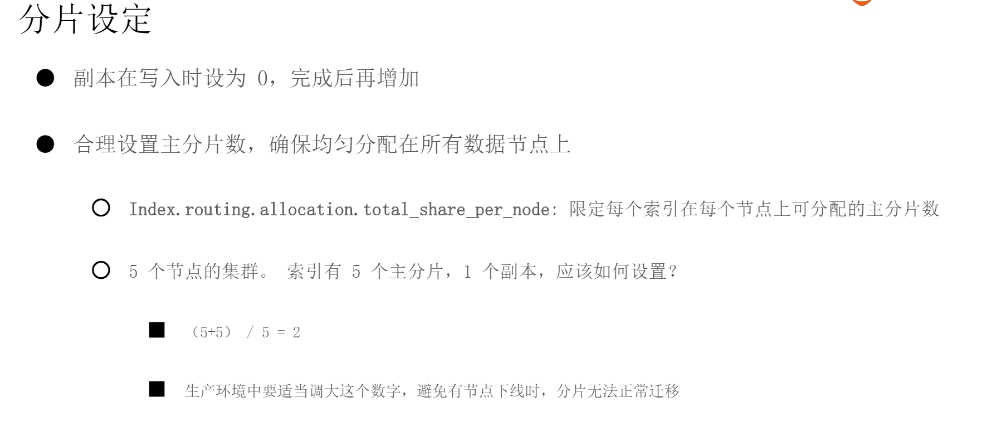 分片设定
副本在写入时设为 0，完成后再增加
合理设置主分片数，确保均匀分配在所有数据节点上
Index.routing.allocation.total_share_per_node: 限定每个索引在每个节点上可分配的主分片数
5 个节点的集群。 索引有 5 个主分片，1 个副本，应该如何设置？
（5+5） / 5 = 2
生产环境中要适当调大这个数字，避免有节点下线时，分片无法正常迁移